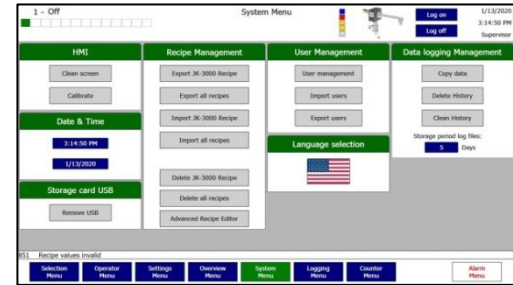 1 - Off
System Menu
Log on
Log off
1/13/2020
3:14:50 PM
Supervisor
HMI
Clean screen
Calibrate
Date & Time
3:14:50 PM
1/13/2020
Storage card USB
Remove USB
Recipe Management
Export JK-3000 Recipe
Export all recipes
Import JK-3000 Recipe
Import all recipes
Delete JK-3000 Recipe
Delete all recipes
Advanced Recipe Editor
User Management
User management
Import users
Export users
Language selection
Data logging Management
Copy data
Delete History
Clean History
Storage period log files:
5 Days
851 Recipe values invalid
Selection Menu
Operator Menu
Settings Menu
Overview Menu
System Menu
Logging Menu
Counter Menu
Alarm Menu